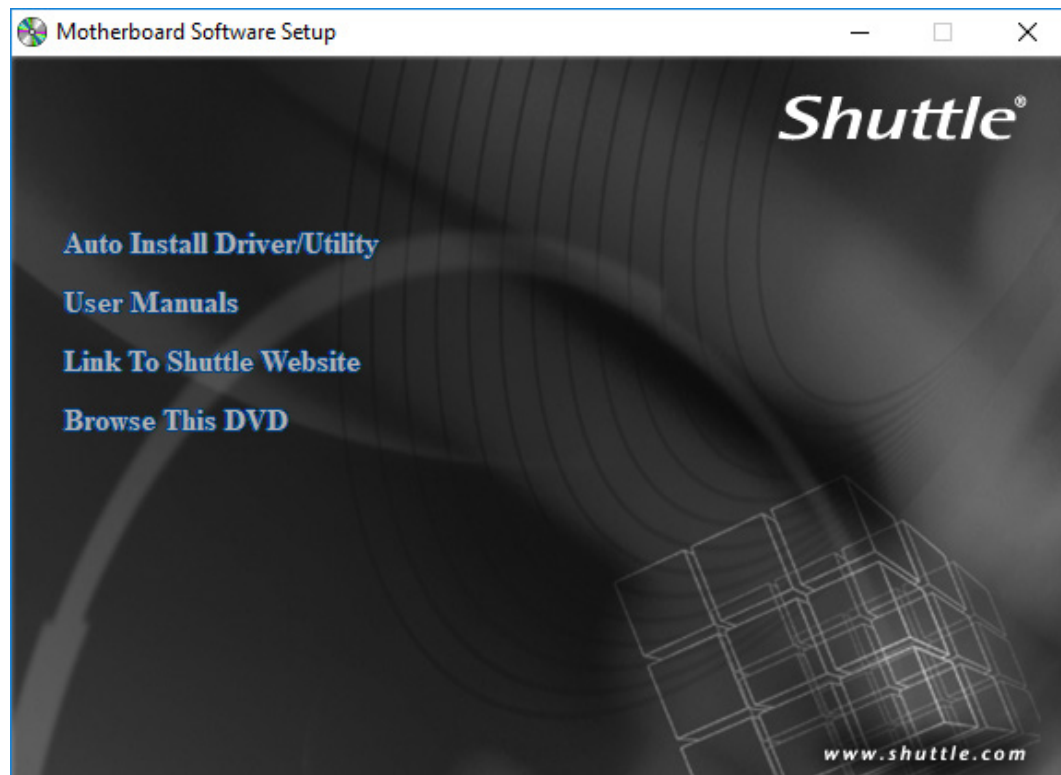 Motherboard Software Setup
Shuttle®
Auto Install Driver/Utility
User Manuals
Link To Shuttle Website
Browse This DVD
www.shuttle.com